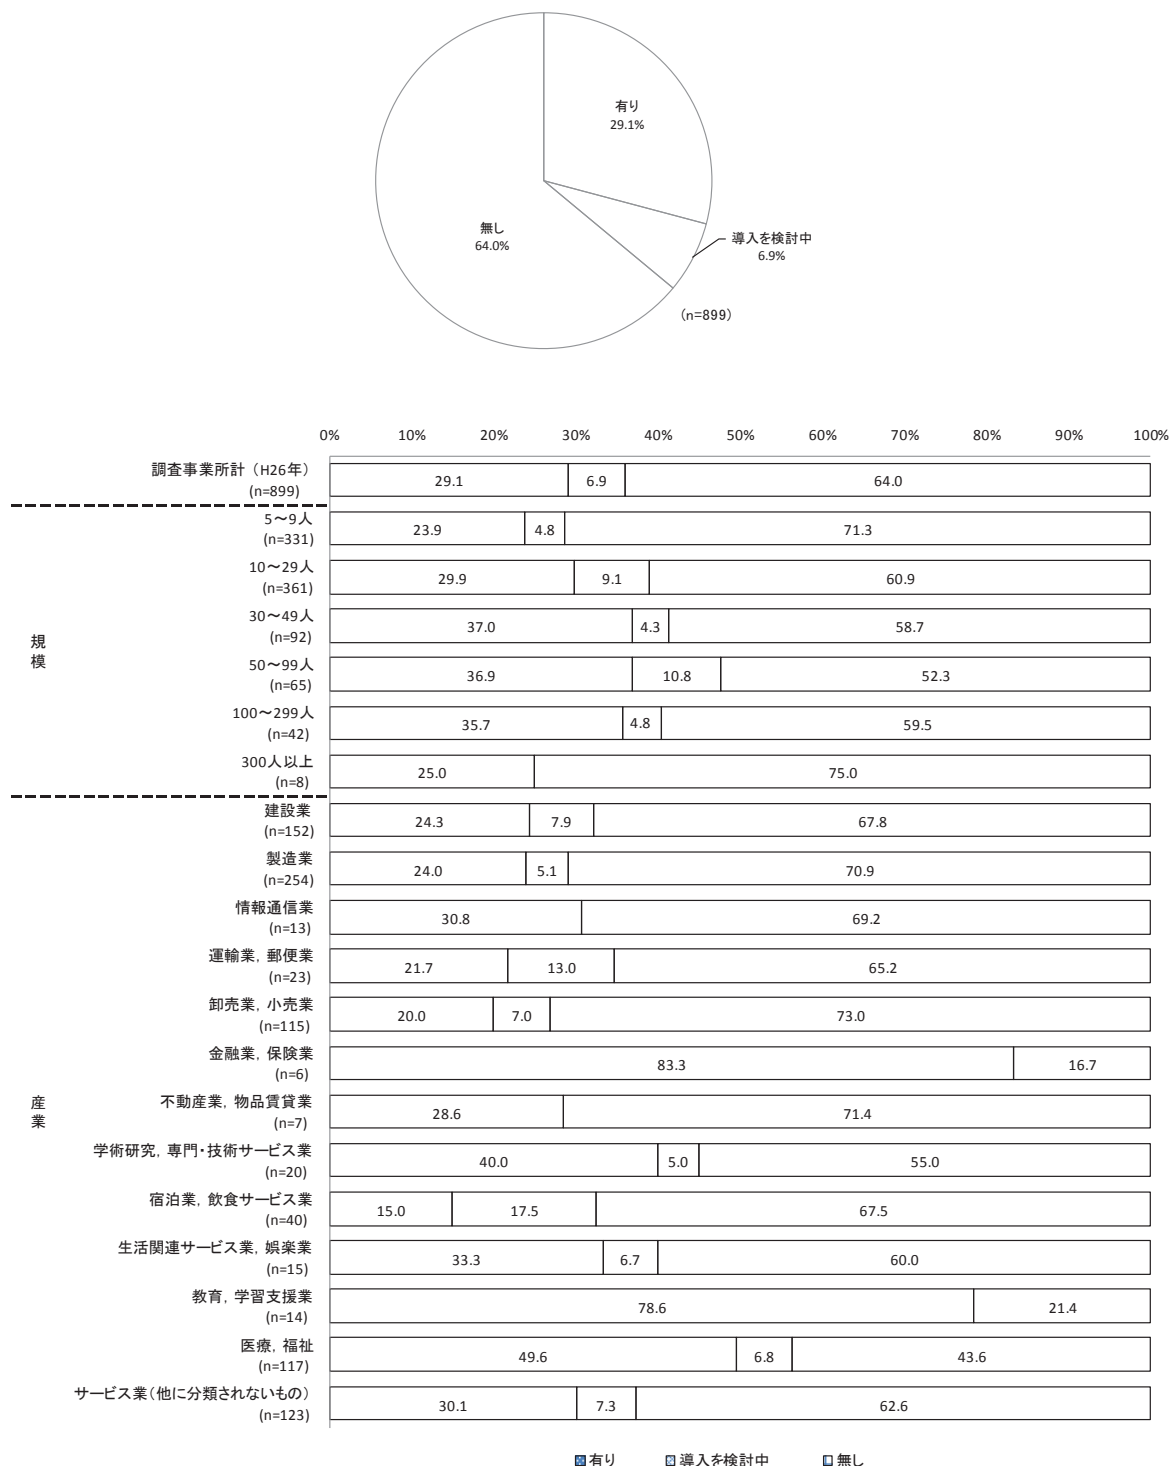 有り
29.1%
無し
64.0%
導入を検討中
6.9%
(n=899)
0% 10% 20% 30% 40% 50% 60% 70% 80% 90% 100%
調査事業所計（H26年）
(n=899)
29.1 6.9 64.0
規模
5～9人
(n=331)
23.9 4.8 71.3
10～29人
(n=361)
29.9 9.1 60.9
30～49人
(n=92)
37.0 4.3 58.7
50～99人
(n=65)
36.9 10.8 52.3
100～299人
(n=42)
35.7 4.8 59.5
300人以上
(n=8)
25.0 75.0
産業
建設業
(n=152)
24.3 7.9 67.8
製造業
(n=254)
24.0 5.1 70.9
情報通信業
(n=13)
30.8 69.2
運輸業，郵便業
(n=23)
21.7 13.0 65.2
卸売業，小売業
(n=115)
20.0 7.0 73.0
金融業，保険業
(n=6)
83.3 16.7
不動産業，物品賃貸業
(n=7)
28.6 71.4
学術研究，専門・技術サービス業
(n=20)
40.0 5.0 55.0
宿泊業，飲食サービス業
(n=40)
15.0 17.5 67.5
生活関連サービス業，娯楽業
(n=15)
33.3 6.7 60.0
教育，学習支援業
(n=14)
78.6 21.4
医療，福祉
(n=117)
49.6 6.8 43.6
サービス業（他に分類されないもの）
(n=123)
30.1 7.3 62.6
有り 導入を検討中 無し